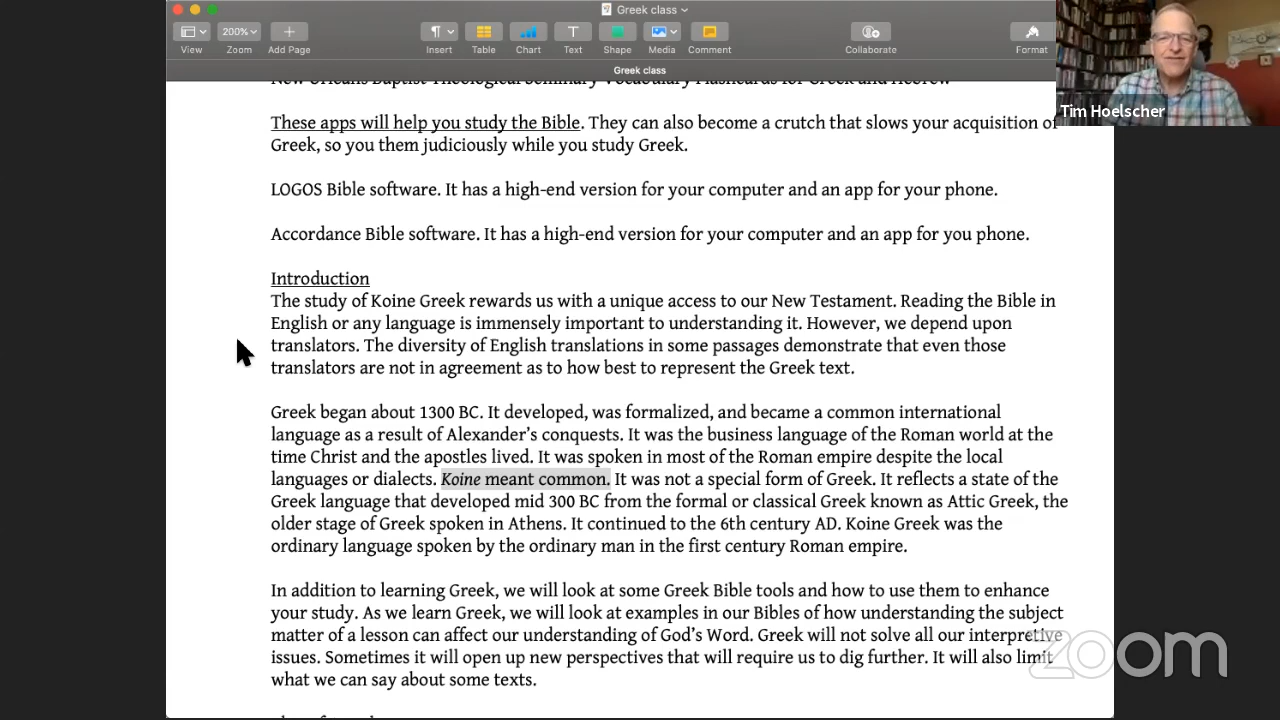 Greek class
View
200%
Zoom
Add Page
Insert
Table
Chart
Text
Shape
Media
Comment
Collaborate
Format
Greek class
Tim Hoelscher
New Orleans Baptist Theological Seminary Vocabulary Flashcards for Greek and Hebrew
These apps will help you study the Bible. They can also become a crutch that slows your acquisition of
Greek, so you them judiciously while you study Greek.
LOGOS Bible software. It has a high-end version for your computer and an app for your phone.
Accordance Bible software. It has a high-end version for your computer and an app for you phone.
Introduction
The study of Koine Greek rewards us with a unique access to our New Testament. Reading the Bible in
English or any language is immensely important to understanding it. However, we depend upon
translators. The diversity of English translations in some passages demonstrate that even those
translators are not in agreement as to how best to represent the Greek text.
Greek began about 1300 BC. It developed, was formalized, and became a common international
language as a result of Alexander's conquests. It was the business language of the Roman world at the
time Christ and the apostles lived. It was spoken in most of the Roman empire despite the local
languages or dialects. Koine meant common. It was not a special form of Greek. It reflects a state of the
Greek language that developed mid 300 BC from the formal or classical Greek known as Attic Greek, the
older stage of Greek spoken in Athens. It continued to the 6th century AD. Koine Greek was the
ordinary language spoken by the ordinary man in the first century Roman empire.
In addition to learning Greek, we will look at some Greek Bible tools and how to use them to enhance
your study. As we learn Greek, we will look at examples in our Bibles of how understanding the subject
matter of a lesson can affect our understanding of God's Word. Greek will not solve all our interpretive
issues. Sometimes it will open up new perspectives that will require us to dig further. It will also limit
what we can say about some texts.
zoom